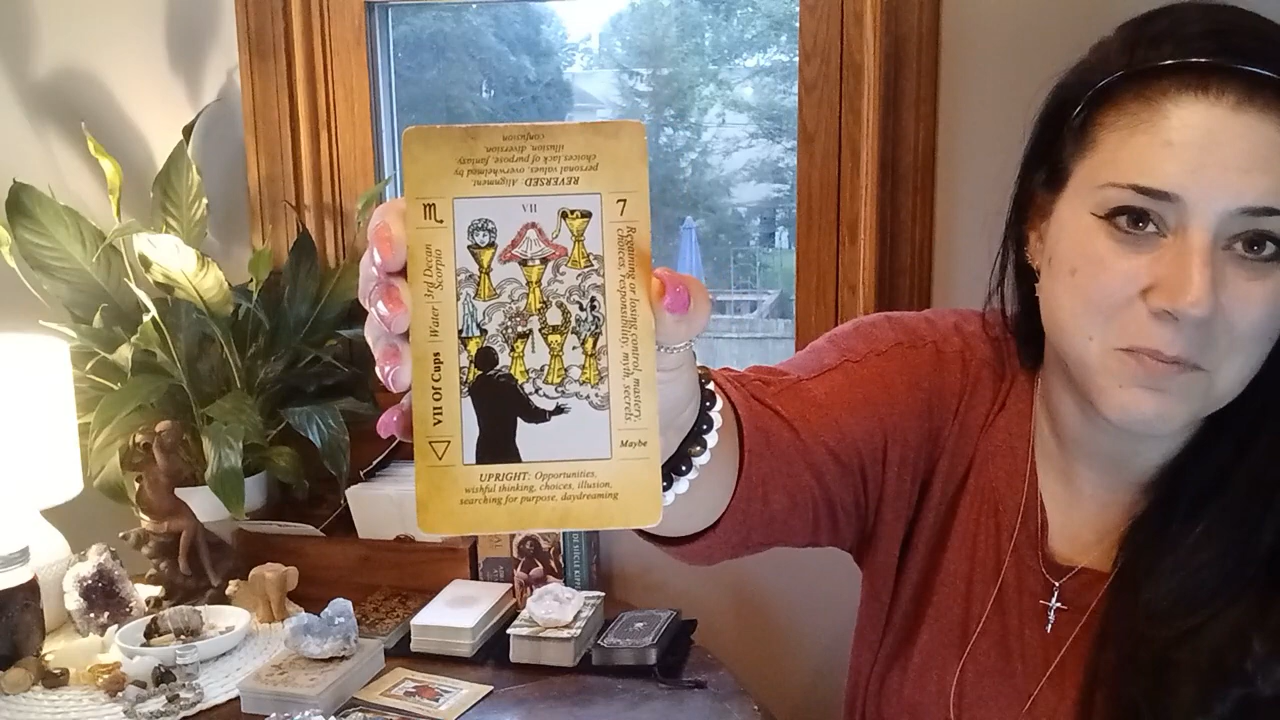 REVERSED: Alignment,
personal values, overwhelmed by
choices, lack of purpose, fantasy,
illusion, diversion,
confusion
♏
7
VII
3rd Decan
Scorpio
Water
VII Of Cups
Regaining or losing control, mastery,
choices, responsibility, myth, secrets.
Maybe
UPRIGHT: Opportunities,
wishful thinking, choices, illusion,
searching for purpose, daydreaming